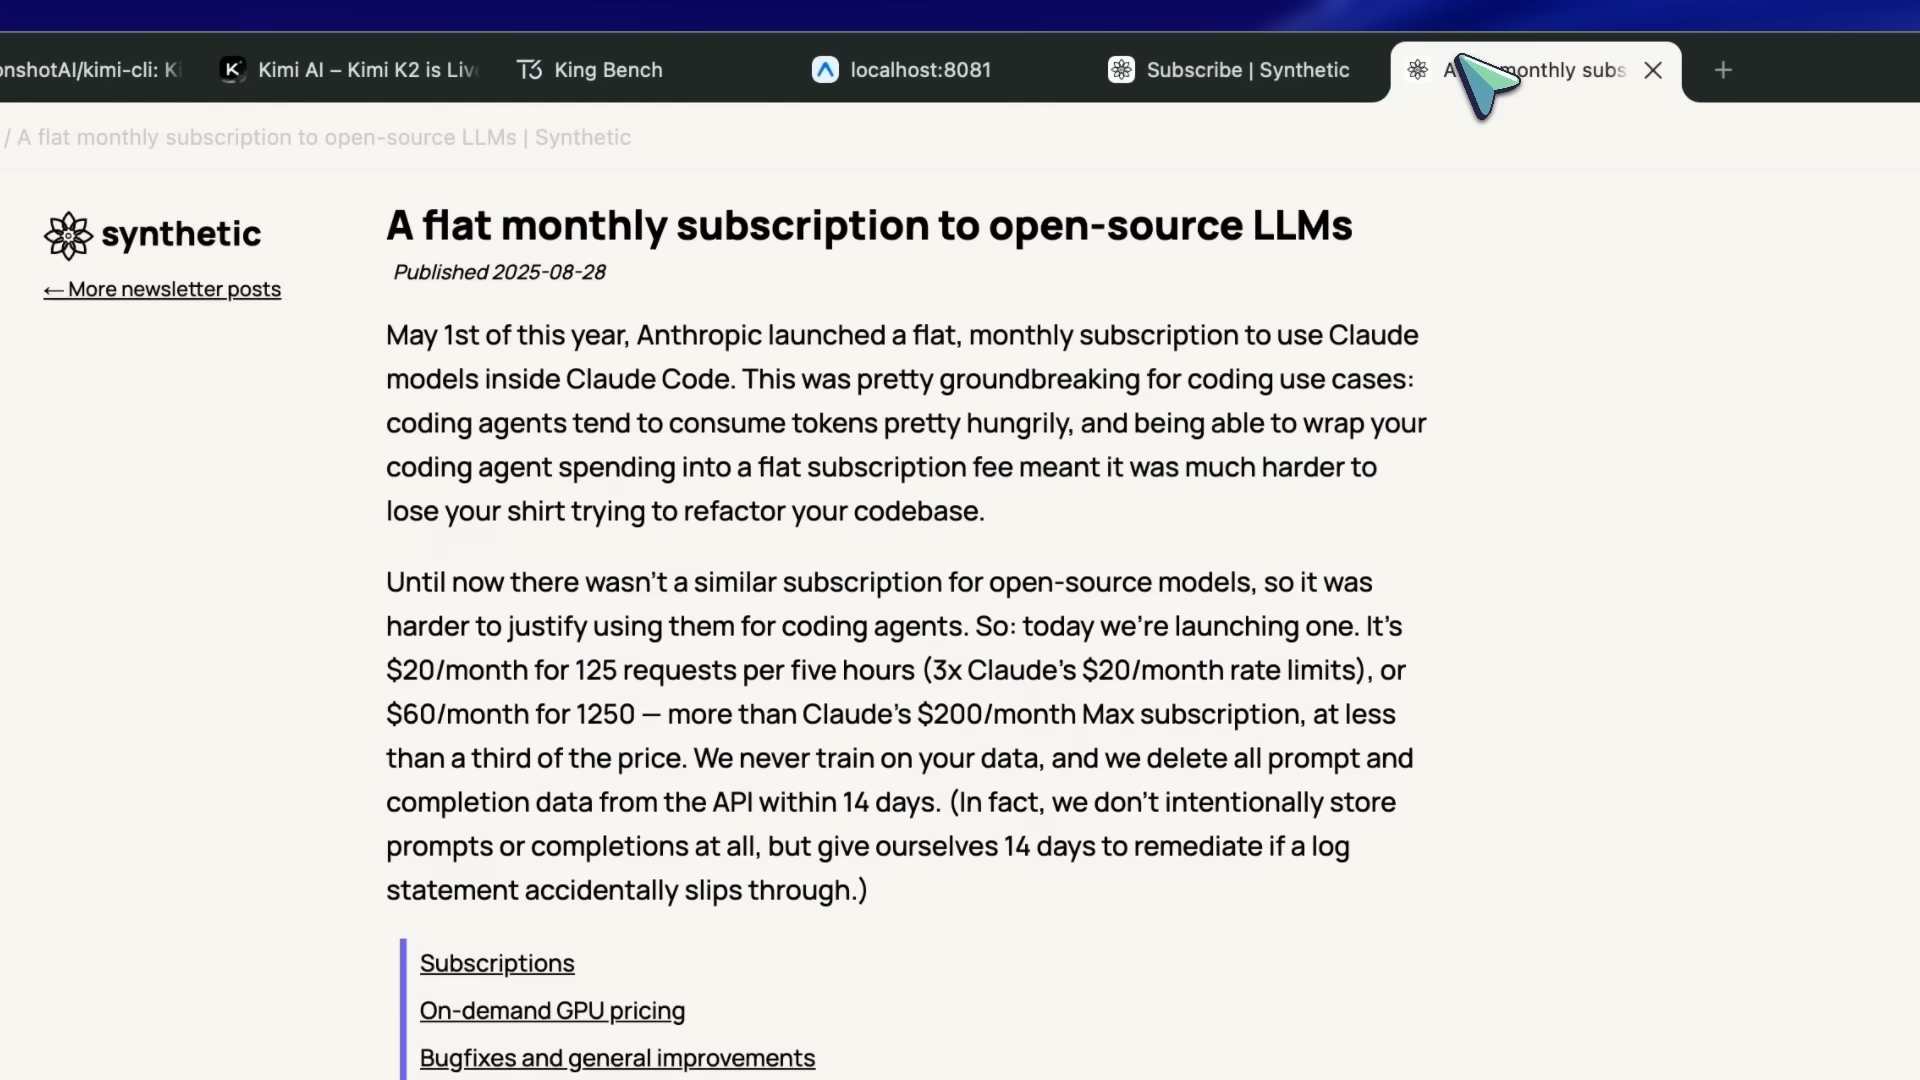 onshotAI/kimi-cli: Ki
Kimi AI – Kimi K2 is Live
King Bench
localhost:8081
Subscribe | Synthetic
A monthly subs
/ A flat monthly subscription to open-source LLMs | Synthetic
synthetic
← More newsletter posts
A flat monthly subscription to open-source LLMs
Published 2025-08-28
May 1st of this year, Anthropic launched a flat, monthly subscription to use Claude
models inside Claude Code. This was pretty groundbreaking for coding use cases:
coding agents tend to consume tokens pretty hungrily, and being able to wrap your
coding agent spending into a flat subscription fee meant it was much harder to
lose your shirt trying to refactor your codebase.
Until now there wasn't a similar subscription for open-source models, so it was
harder to justify using them for coding agents. So: today we're launching one. It's
$20/month for 125 requests per five hours (3x Claude's $20/month rate limits), or
$60/month for 1250 — more than Claude's $200/month Max subscription, at less
than a third of the price. We never train on your data, and we delete all prompt and
completion data from the API within 14 days. (In fact, we don't intentionally store
prompts or completions at all, but give ourselves 14 days to remediate if a log
statement accidentally slips through.)
Subscriptions
On-demand GPU pricing
Bugfixes and general improvements